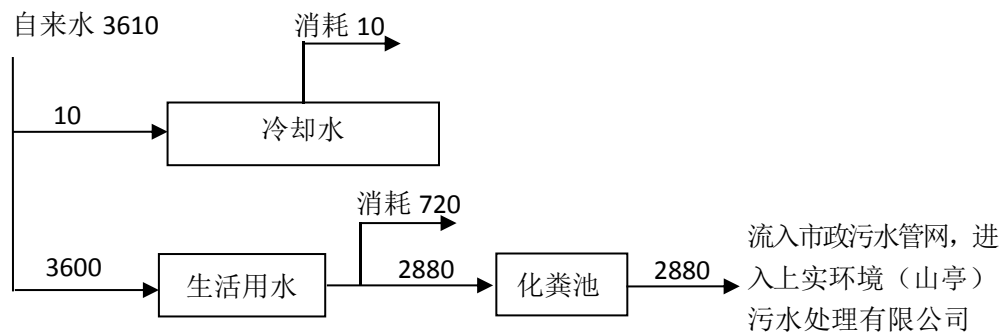 自来水 3610
消耗 10
10
冷却水
消耗 720
3600
生活用水
2880
化粪池
2880
流入市政污水管网，进
入上实环境（山亭）
污水处理有限公司